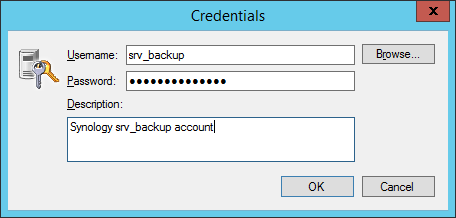 Credentials
x
Username: srv_backup Browse...
Password: ●●●●●●●●●●●●●●
Description:
Synology srv_backup account
OK Cancel